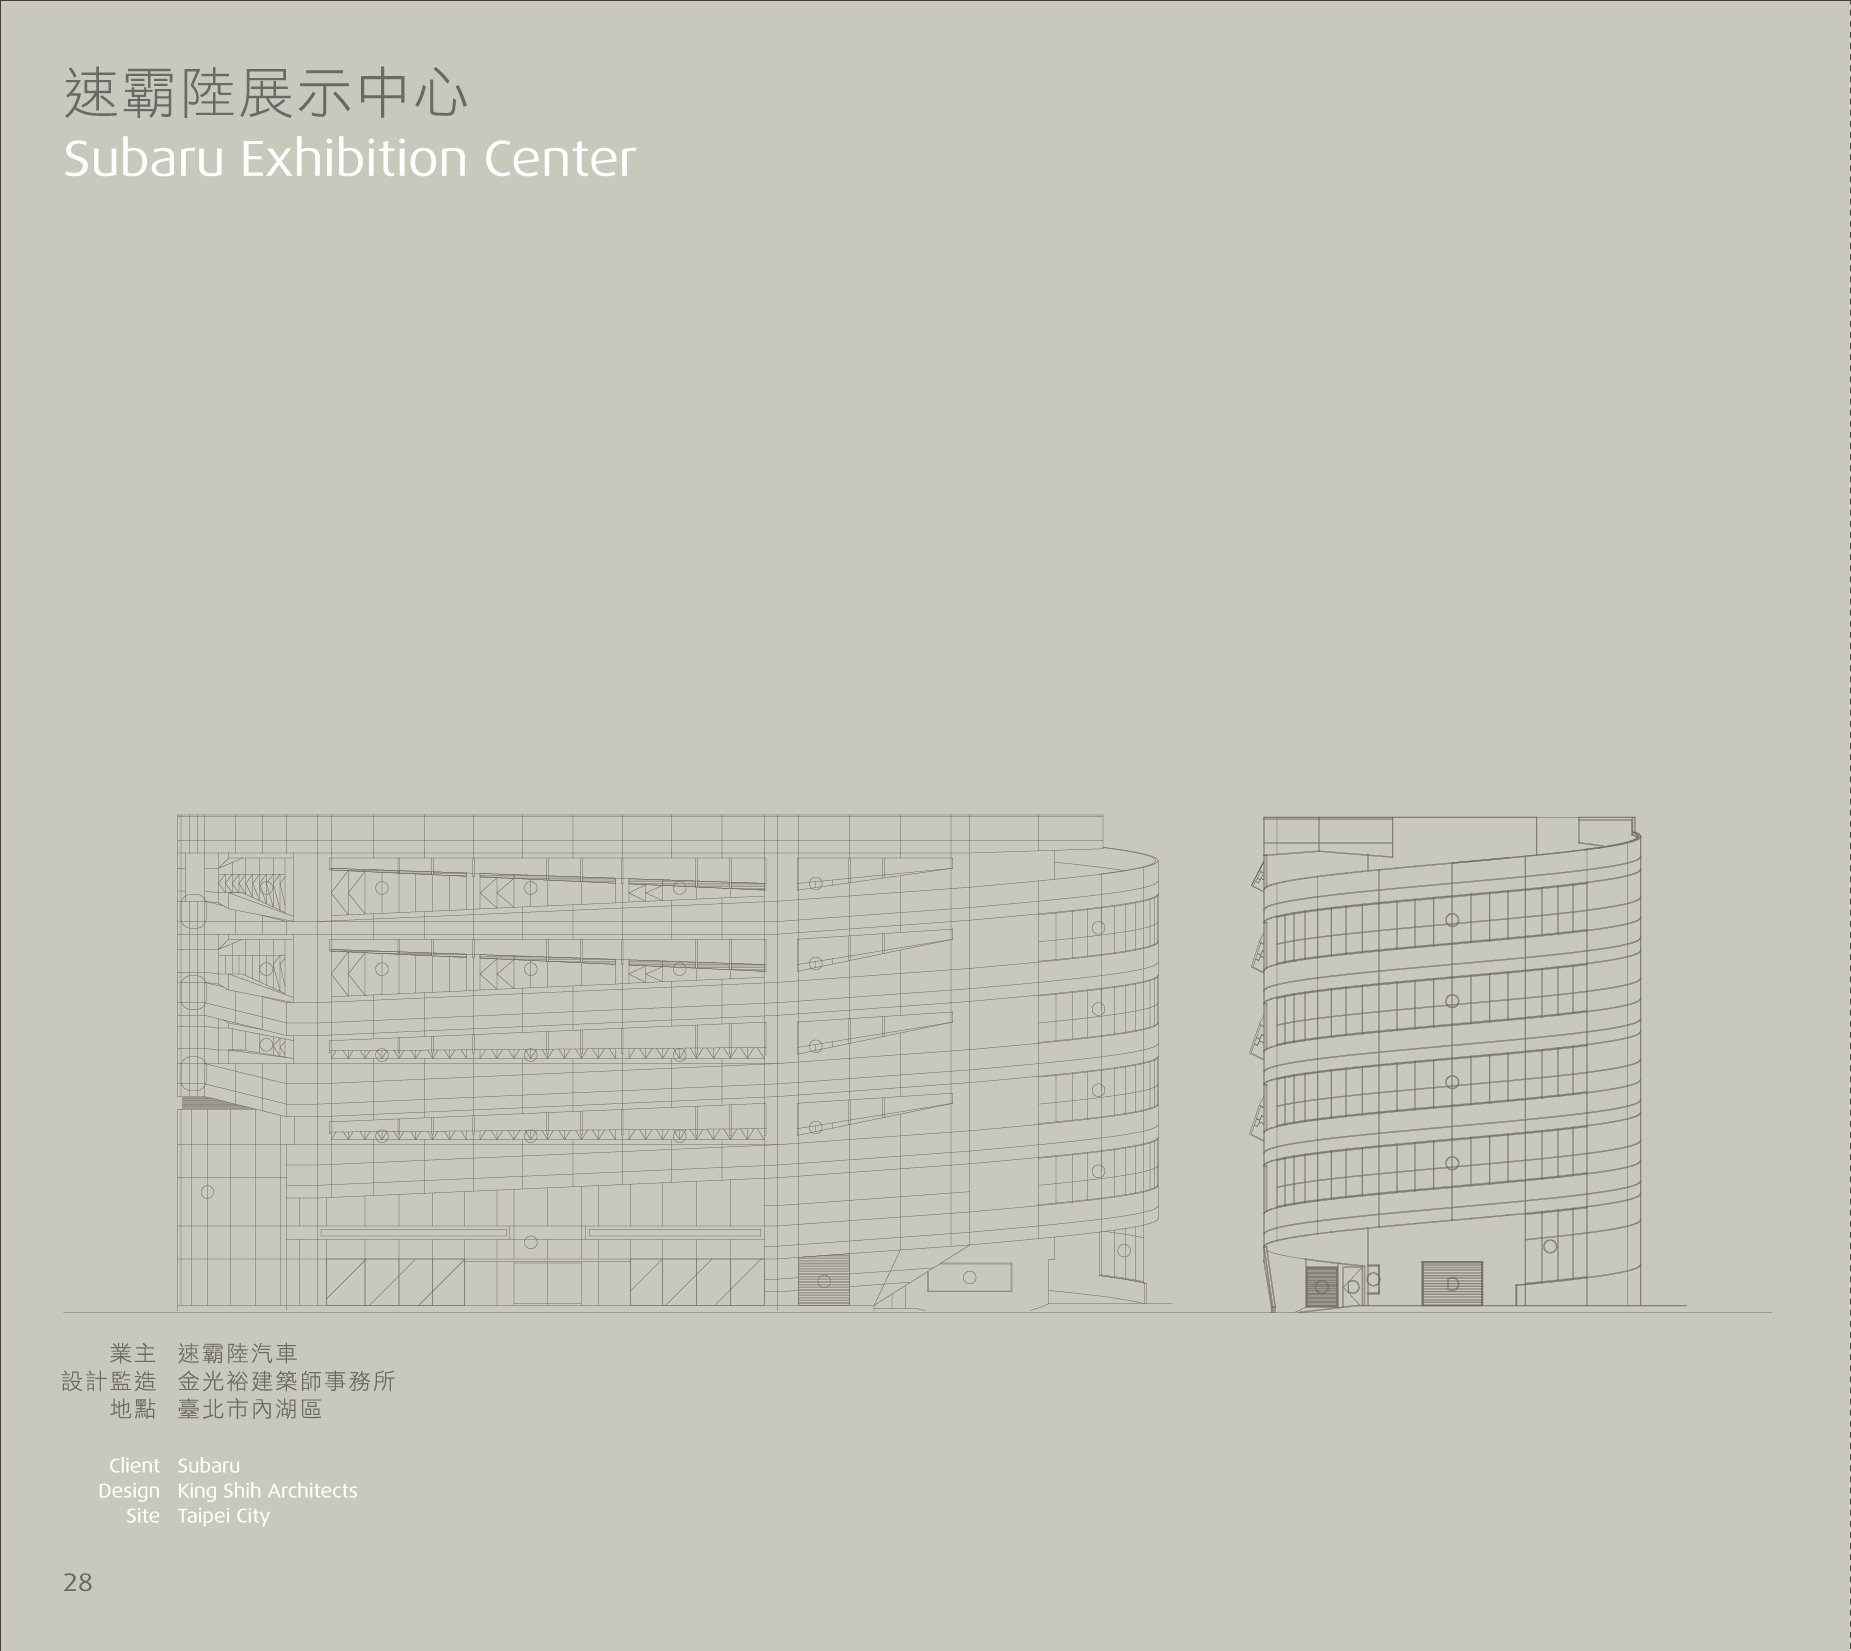 速霸陸展示中心
Subaru Exhibition Center
業主 速霸陸汽車
設計監造 金光裕建築師事務所
地點 臺北市內湖區
Client Subaru
Design King Shih Architects
Site Taipei City
28